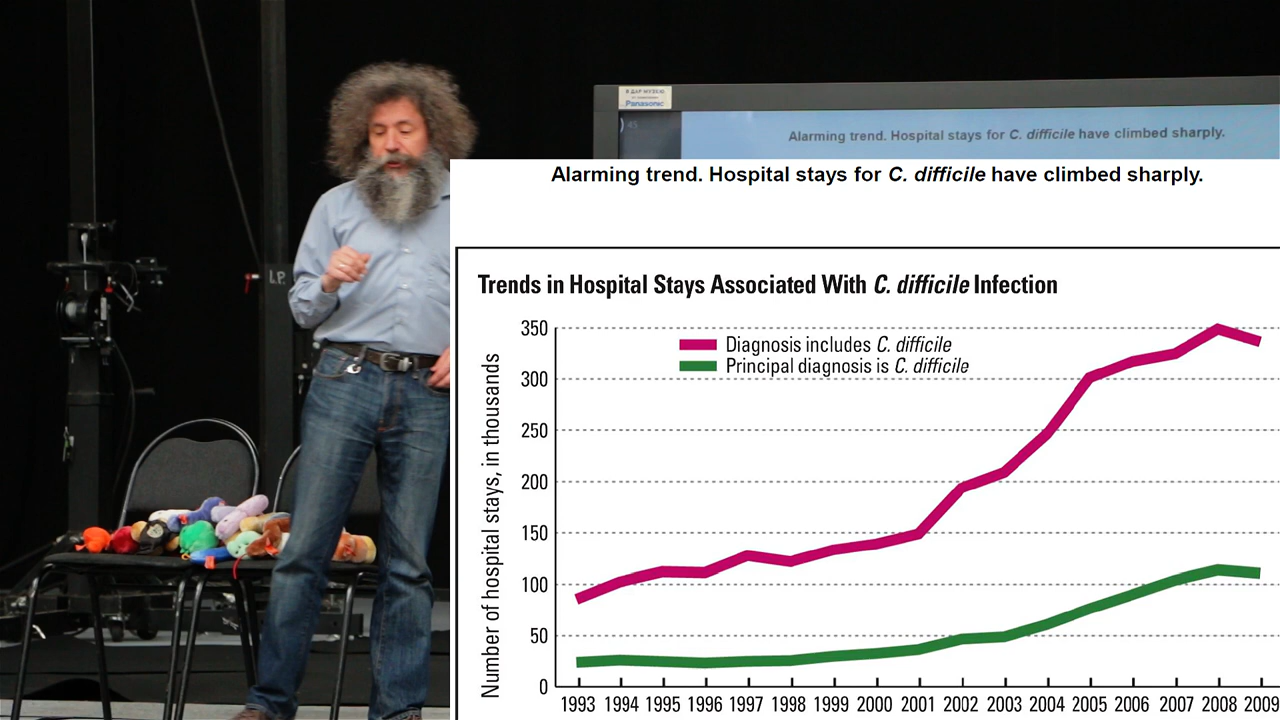 Я ДАР МУЗЕЮ
Panasonic
45
Alarming trend. Hospital stays for C. difficile have climbed sharply.
I.P.
Alarming trend. Hospital stays for C. difficile have climbed sharply.
Trends in Hospital Stays Associated With C. difficile Infection
Number of hospital stays, in thousands
350
300
250
200
150
100
50
0
Diagnosis includes C. difficile
Principal diagnosis is C. difficile
1993 1994 1995 1996 1997 1998 1999 2000 2001 2002 2003 2004 2005 2006 2007 2008 2009